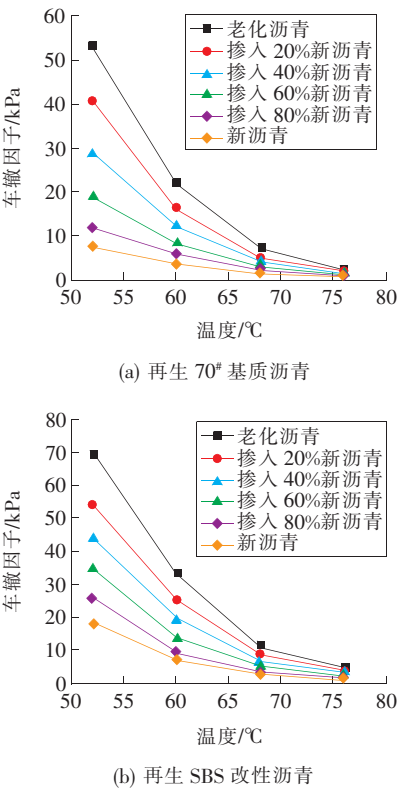 60
50
40
30
20
10
0
车辙因子/kPa
老化沥青
掺入 20%新沥青
掺入 40%新沥青
掺入 60%新沥青
掺入 80%新沥青
新沥青
50 55 60 65 70 75 80
温度/℃
(a) 再生 70# 基质沥青
80
70
60
50
40
30
20
10
0
车辙因子/kPa
老化沥青
掺入 20%新沥青
掺入 40%新沥青
掺入 60%新沥青
掺入 80%新沥青
新沥青
50 55 60 65 70 75 80
温度/℃
(b) 再生 SBS 改性沥青